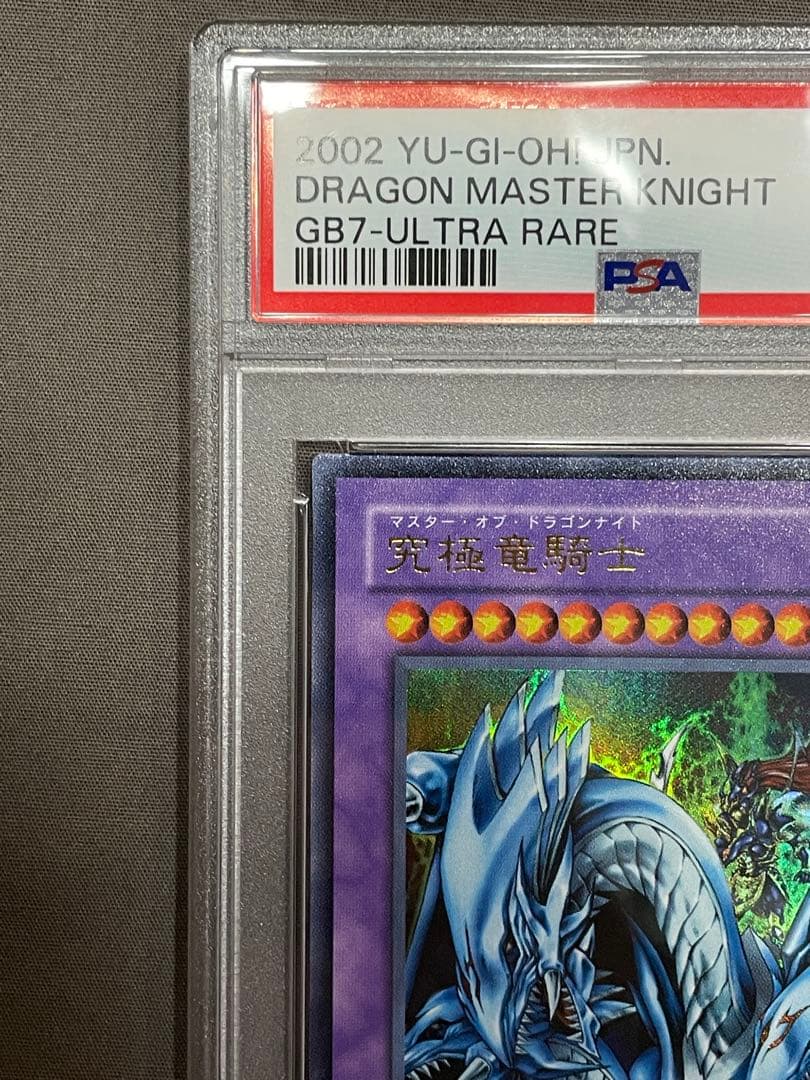 2002 YU-GI-OH! JPN.
DRAGON MASTER KNIGHT
GB7-ULTRA RARE
PSA
マスター・オブ・ドラゴンナイト
究極竜騎士